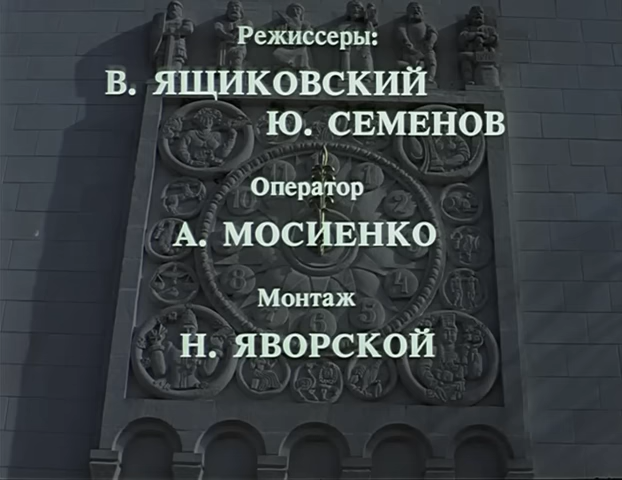 Режиссеры:
В. ЯЩИКОВСКИЙ
Ю. СЕМЕНОВ
Оператор
А. МОСИЕНКО
Монтаж
Н. ЯВОРСКОЙ